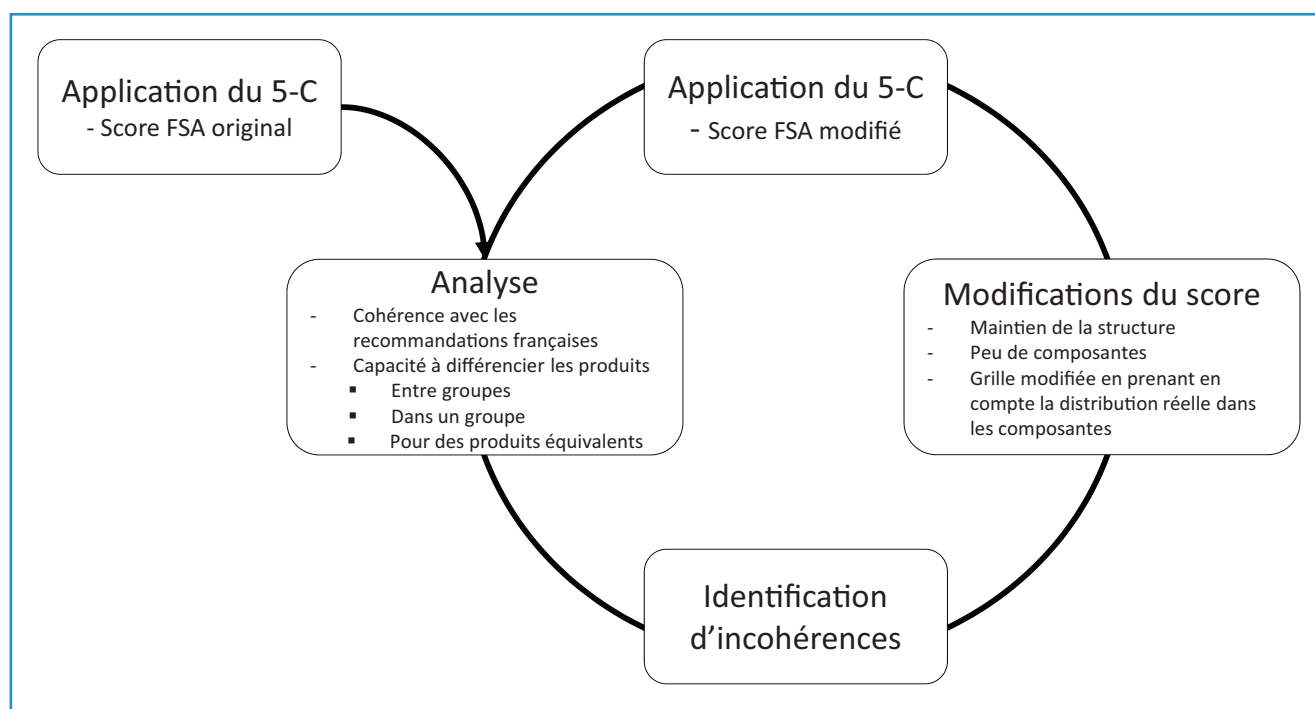 Application du 5-C
- Score FSA original
Application du 5-C
- Score FSA modifié
Analyse
- Cohérence avec les
recommandations françaises
- Capacité à différencier les produits
▪ Entre groupes
▪ Dans un groupe
▪ Pour des produits équivalents
Modifications du score
- Maintien de la structure
- Peu de composantes
- Grille modifiée en prenant en
compte la distribution réelle dans
les composantes
Identification
d’incohérences